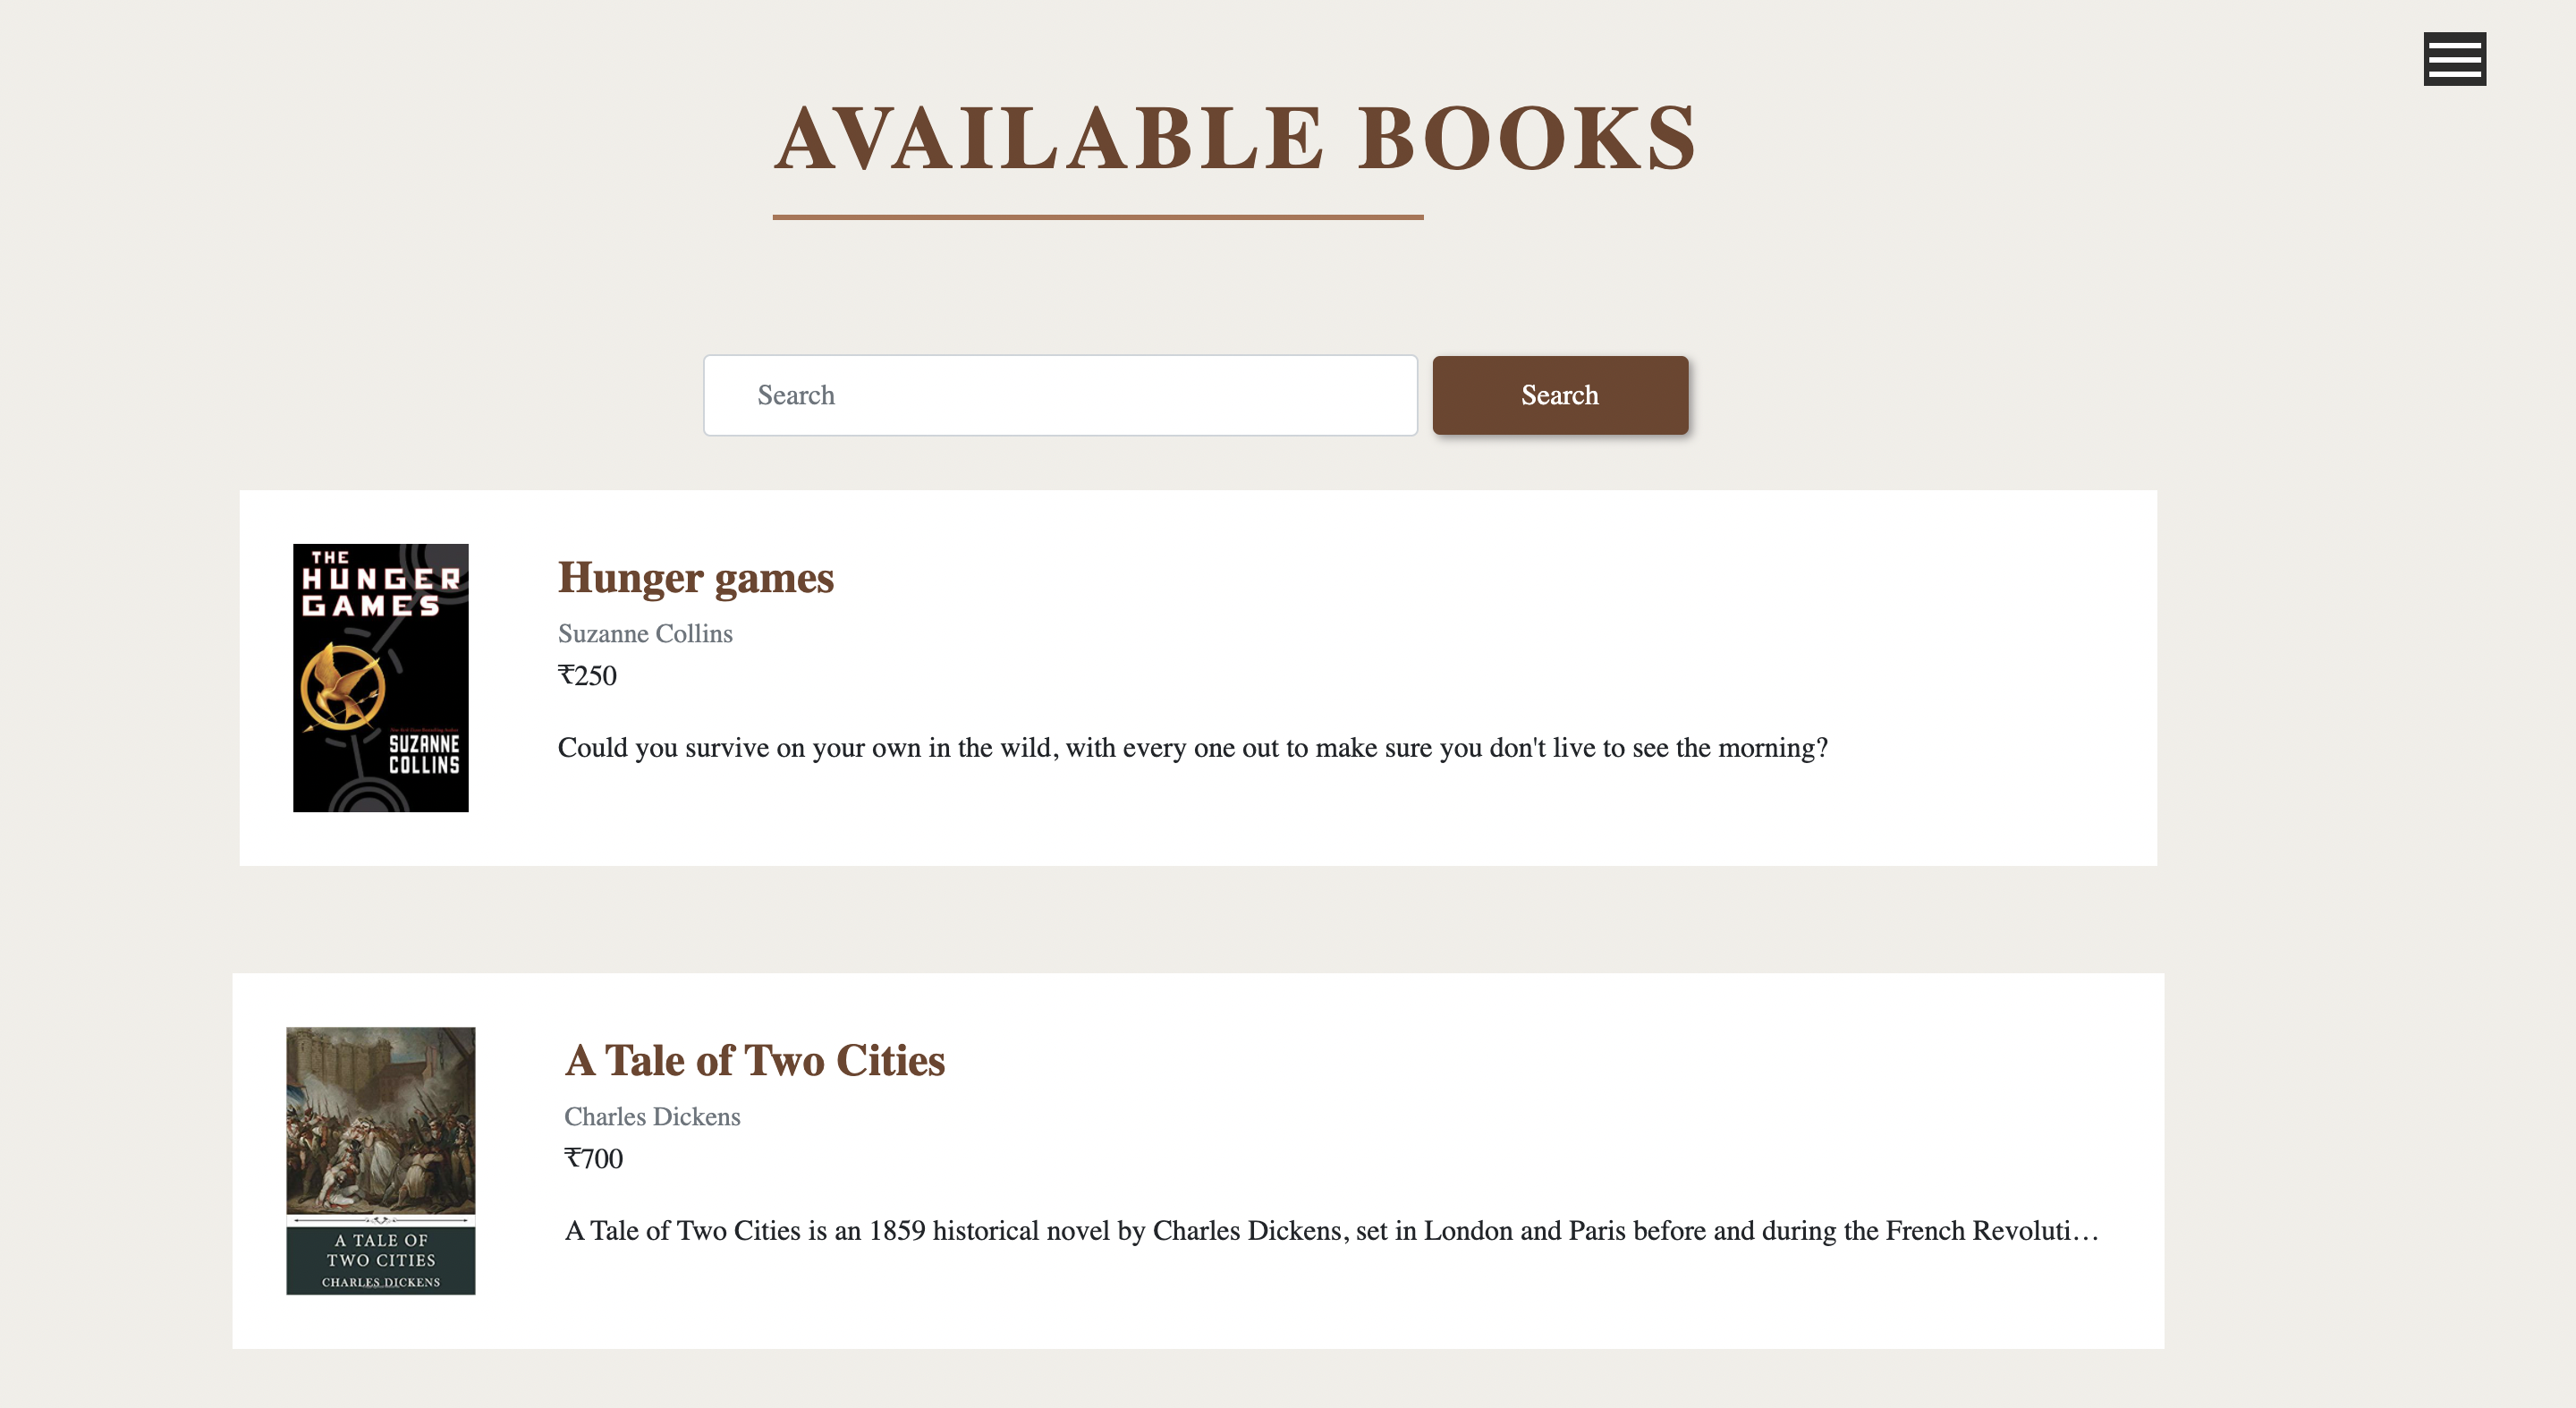 AVAILABLE BOOKS
Search
Search
THE
HUNGER
GAMES
SUZANNE
COLLINS
Hunger games
Suzanne Collins
₹250
Could you survive on your own in the wild, with every one out to make sure you don't live to see the morning?
A TALE OF
TWO CITIES
CHARLES DICKENS
A Tale of Two Cities
Charles Dickens
₹700
A Tale of Two Cities is an 1859 historical novel by Charles Dickens, set in London and Paris before and during the French Revoluti…